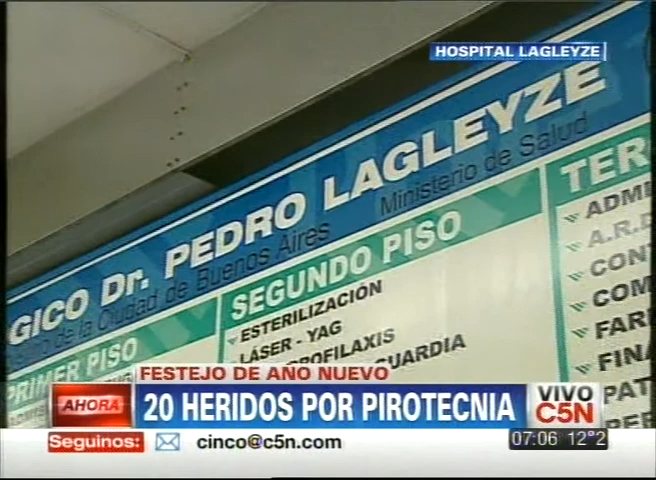 HOSPITAL LAGLEYZE
GICO Dr. PEDRO LAGLEYZE
de la Ciudad de Buenos Aires Ministerio de Salud
PRIMER PISO
SEGUNDO PISO
ESTERILIZACIÓN
LÁSER - YAG
GUARDIA
TER
ADMI
A.R.D
CON
COM
FAR
FINA
PAT
FESTEJO DE AÑO NUEVO
AHORA
20 HERIDOS POR PIROTECNIA
VIVO
C5N
Seguinos:
cinco@c5n.com
07:06 12°2